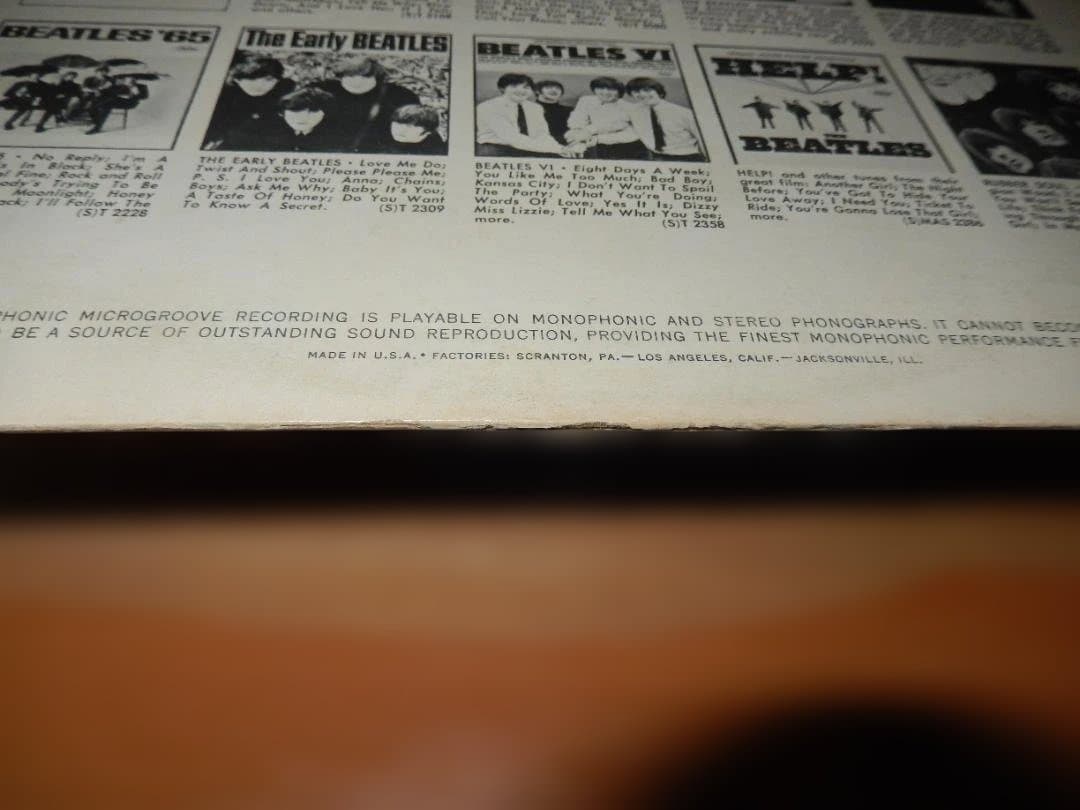 (S)T
BEATLES '65
The Early BEATLES
BEATLES VI
HELP!
THE
BEATLES
No Reply; I'm A
In Black; She's A
Fine; Rock and Roll
ody's Trying To Be
Moonlight; Honey
ck; I'll Follow The
(S)T 2228
THE EARLY BEATLES • Love Me Do;
Twist And Shout; Please Please Me;
P. S. I Love You; Anna; Chains;
Boys; Ask Me Why; Baby It's You;
A Taste Of Honey; Do You Want
To Know A Secret. (S)T 2309
BEATLES VI • Eight Days A Week;
You Like Me Too Much; Bad Boy;
Kansas City; I Don't Want To Spoil
The Party; What You're Doing;
Words Of Love; Yes It Is; Dizzy
Miss Lizzie; Tell Me What You See;
more. (S)T 2358
HELP! and other tunes from
great film: Another Girl; The Night
Before; You've Got To Hide Your
Love Away; I Need You; Ticket To
Ride; You're Gonna Lose That Girl;
more. (S)MAS 2386
PHONIC MICROGROOVE RECORDING IS PLAYABLE ON MONOPHONIC AND STEREO PHONOGRAPHS. IT CANNOT BECO
BE A SOURCE OF OUTSTANDING SOUND REPRODUCTION, PROVIDING THE FINEST MONOPHONIC PERFORMANCE F
MADE IN U.S.A. • FACTORIES: SCRANTON, PA.—LOS ANGELES, CALIF.—JACKSONVILLE, ILL.